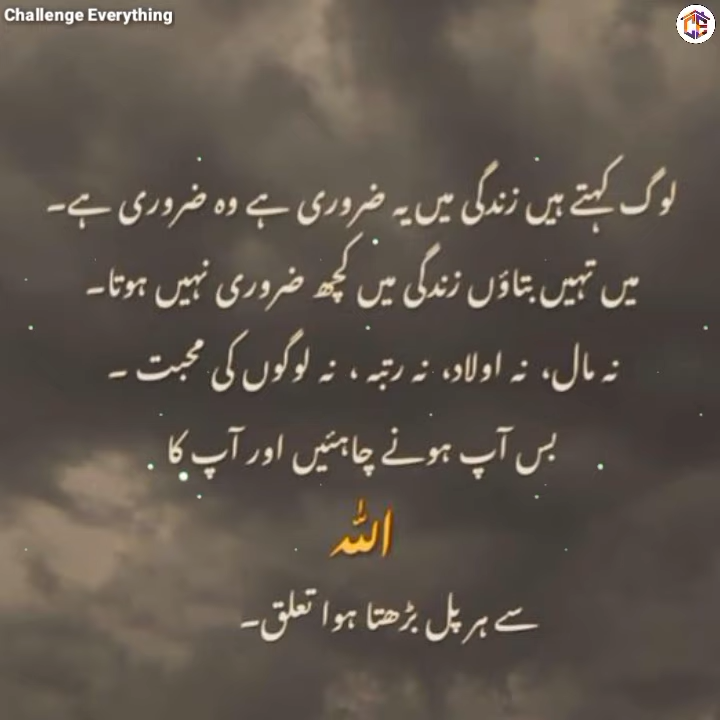 Challenge Everything
لوگ کہتے ہیں زندگی میں یہ ضروری ہے وہ ضروری ہے۔
میں تمہیں بتاؤں زندگی میں کچھ ضروری نہیں ہوتا۔
نہ مال، نہ اولاد، نہ رتبہ ، نہ لوگوں کی محبت ۔
بس آپ ہونے چاہئیں اور آپ کا
اللہ
سے ہر پل بڑھتا ہوا تعلق۔